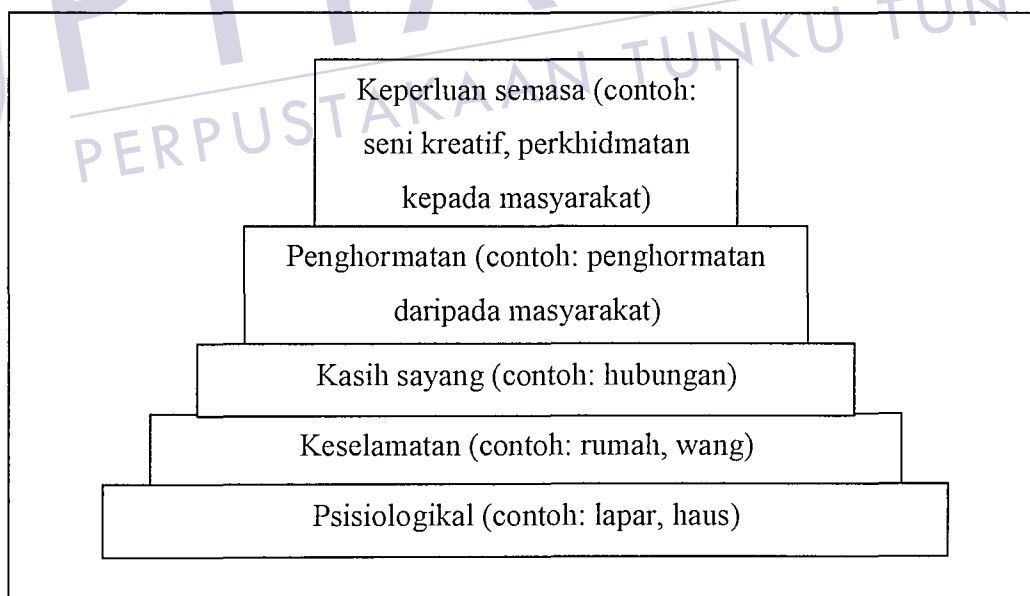 PERPUSTAKAAN TUNKU TUN
Keperluan semasa (contoh:
seni kreatif, perkhidmatan
kepada masyarakat)
Penghormatan (contoh: penghormatan
daripada masyarakat)
Kasih sayang (contoh: hubungan)
Keselamatan (contoh: rumah, wang)
Psisiologikal (contoh: lapar, haus)